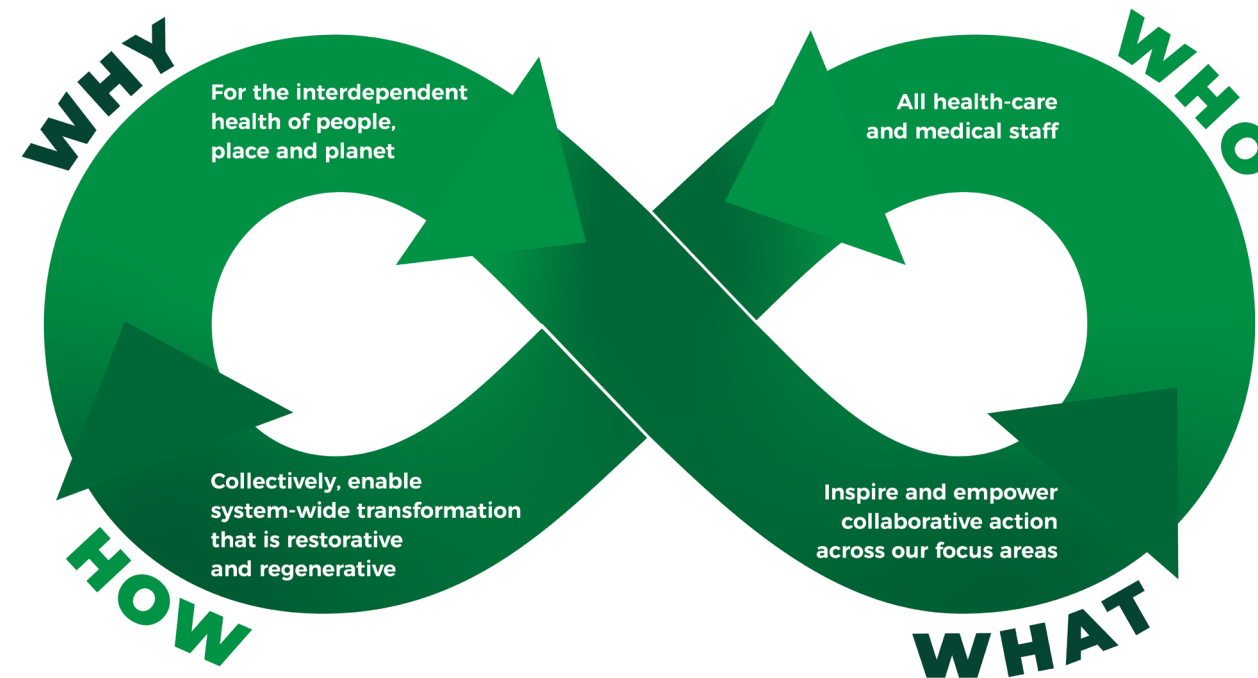 WHY
For the interdependent
health of people,
place and planet
WHO
All health-care
and medical staff
HOW
Collectively, enable
system-wide transformation
that is restorative
and regenerative
WHAT
Inspire and empower
collaborative action
across our focus areas